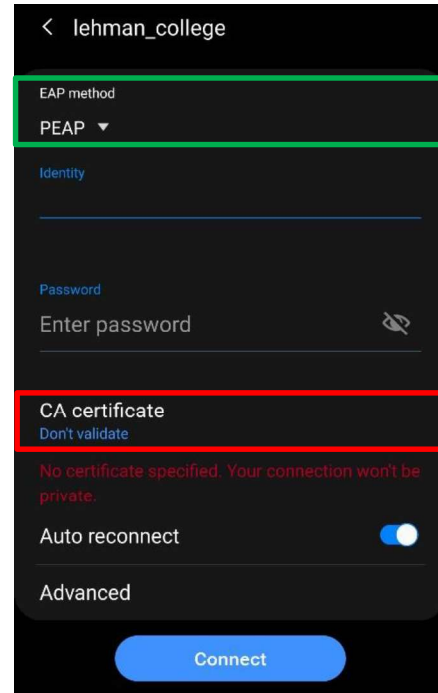 lehman_college
EAP method
PEAP
Identity
Password
Enter password
CA certificate
Don't validate
No certificate specified. Your connection won't be
private.
Auto reconnect
Advanced
Connect